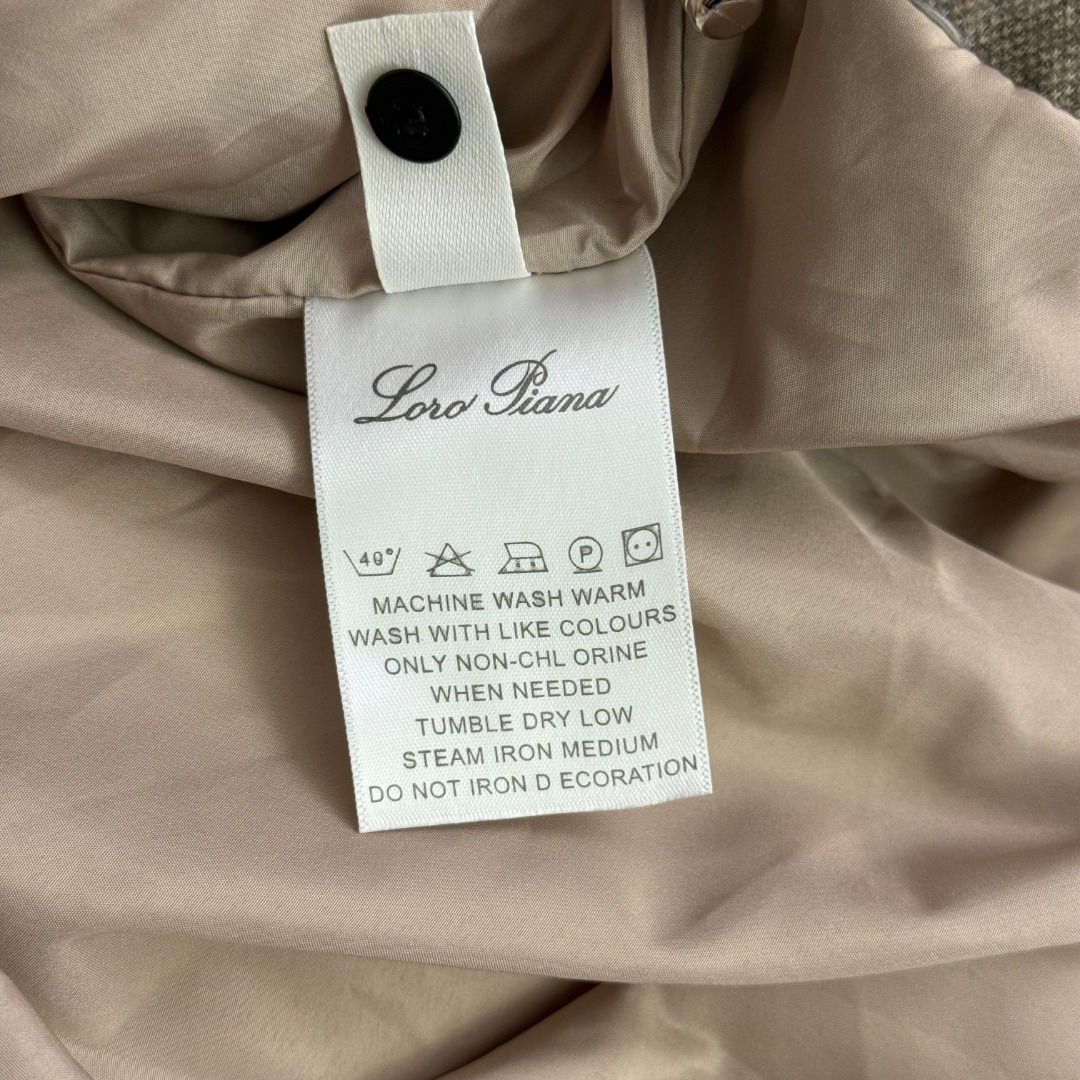 Loro Piana
40°
P
MACHINE WASH WARM
WASH WITH LIKE COLOURS
ONLY NON-CHL ORINE
WHEN NEEDED
TUMBLE DRY LOW
STEAM IRON MEDIUM
DO NOT IRON D ECORATION